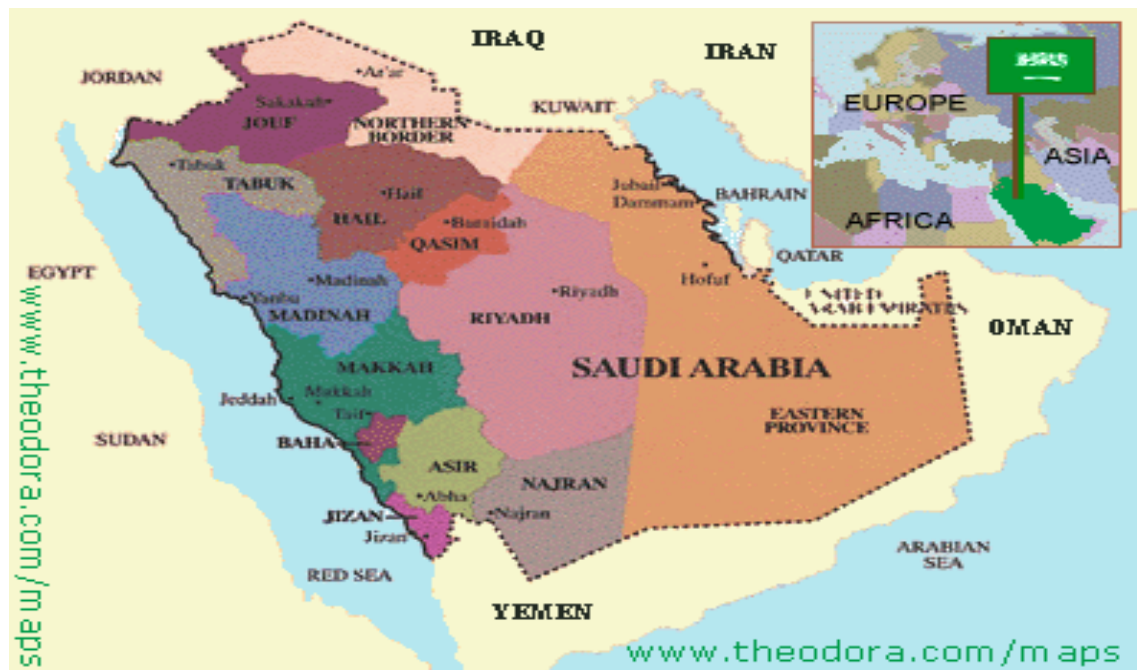 IRAQ
IRAN
JORDAN
Ar'ar
EUROPE
Sakakah
KUWAIT
JOUF
NORTHERN
BORDER
ASIA
Tabuk
TABUK
Hail
Jubail
BAHRAIN
Dammam
HAIL
Buraidah
AFRICA
QASIM
QATAR
EGYPT
Madinah
Hofuf
Yanbu
Riyadh
UNITED
ARAB EMIRATES
MADINAH
RIYADH
OMAN
MAKKAH
SAUDI ARABIA
Makkah
Jeddah
Taif
EASTERN
PROVINCE
SUDAN
BAHA
ASIR
NAJRAN
Abha
JIZAN
Najran
Jizan
ARABIAN
SEA
RED SEA
YEMEN
www.theodora.com/maps
www.theodora.com/maps